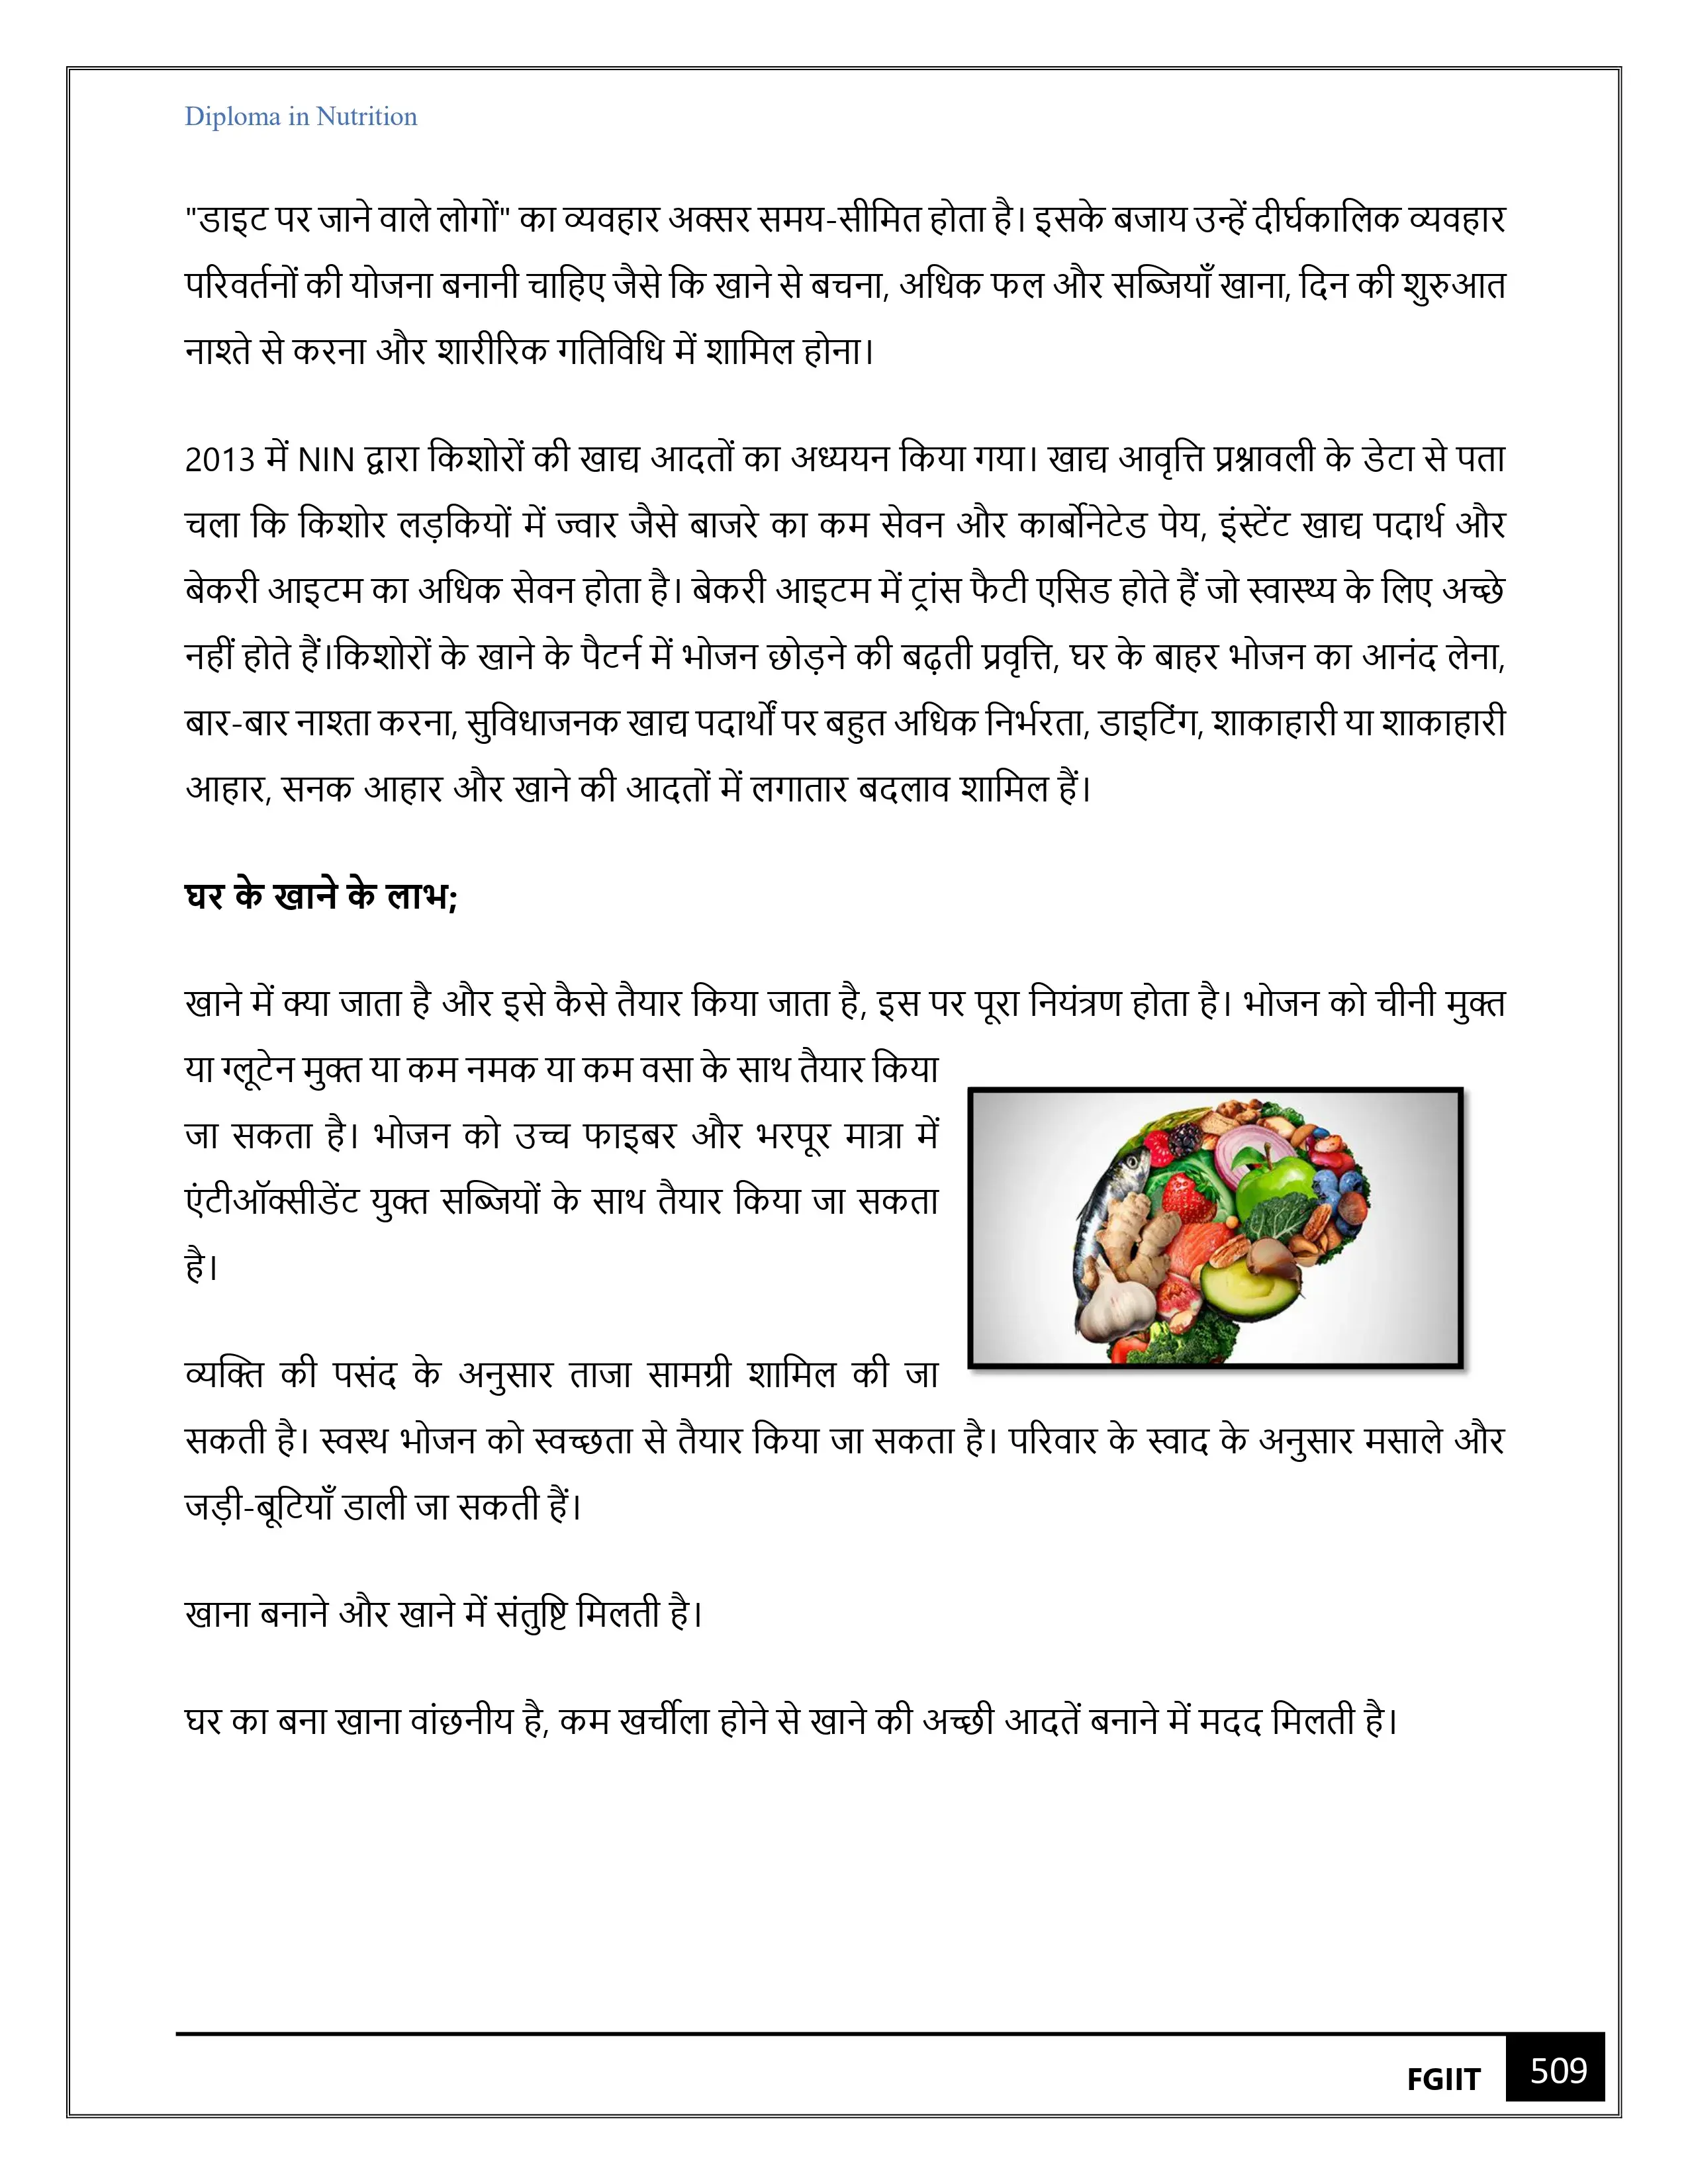 Diploma in Nutrition
"डाइट पर जाने वाले लोगों" का व्यवहार अक्सर समय-सीमित होता है। इसके बजाय उन्हें दीर्घकालिक व्यवहार
परिवर्तनों की योजना बनानी चाहिए जैसे कि खाने से बचना, अधिक फल और सब्जियाँ खाना, दिन की शुरुआत
नाश्ते से करना और शारीरिक गतिविधि में शामिल होना।
2013 में NIN द्वारा किशोरों की खाद्य आदतों का अध्ययन किया गया। खाद्य आवृत्ति प्रश्नावली के डेटा से पता
चला कि किशोर लड़कियों में ज्वार जैसे बाजरे का कम सेवन और कार्बोनेटेड पेय, इंस्टेंट खाद्य पदार्थ और
बेकरी आइटम का अधिक सेवन होता है। बेकरी आइटम में ट्रांस फैटी एसिड होते हैं जो स्वास्थ्य के लिए अच्छे
नहीं होते हैं।किशोरों के खाने के पैटर्न में भोजन छोड़ने की बढ़ती प्रवृत्ति, घर के बाहर भोजन का आनंद लेना,
बार-बार नाश्ता करना, सुविधाजनक खाद्य पदार्थों पर बहुत अधिक निर्भरता, डाइटिंग, शाकाहारी या शाकाहारी
आहार, सनक आहार और खाने की आदतों में लगातार बदलाव शामिल हैं।
घर के खाने के लाभ;
खाने में क्या जाता है और इसे कैसे तैयार किया जाता है, इस पर पूरा नियंत्रण होता है। भोजन को चीनी मुक्त
या ग्लूटेन मुक्त या कम नमक या कम वसा के साथ तैयार किया
जा सकता है। भोजन को उच्च फाइबर और भरपूर मात्रा में
एंटीऑक्सीडेंट युक्त सब्जियों के साथ तैयार किया जा सकता
है।
व्यक्ति की पसंद के अनुसार ताजा सामग्री शामिल की जा
सकती है। स्वस्थ भोजन को स्वच्छता से तैयार किया जा सकता है। परिवार के स्वाद के अनुसार मसाले और
जड़ी-बूटियाँ डाली जा सकती हैं।
खाना बनाने और खाने में संतुष्टि मिलती है।
घर का बना खाना वांछनीय है, कम खर्चीला होने से खाने की अच्छी आदतें बनाने में मदद मिलती है।
FGIIT 509